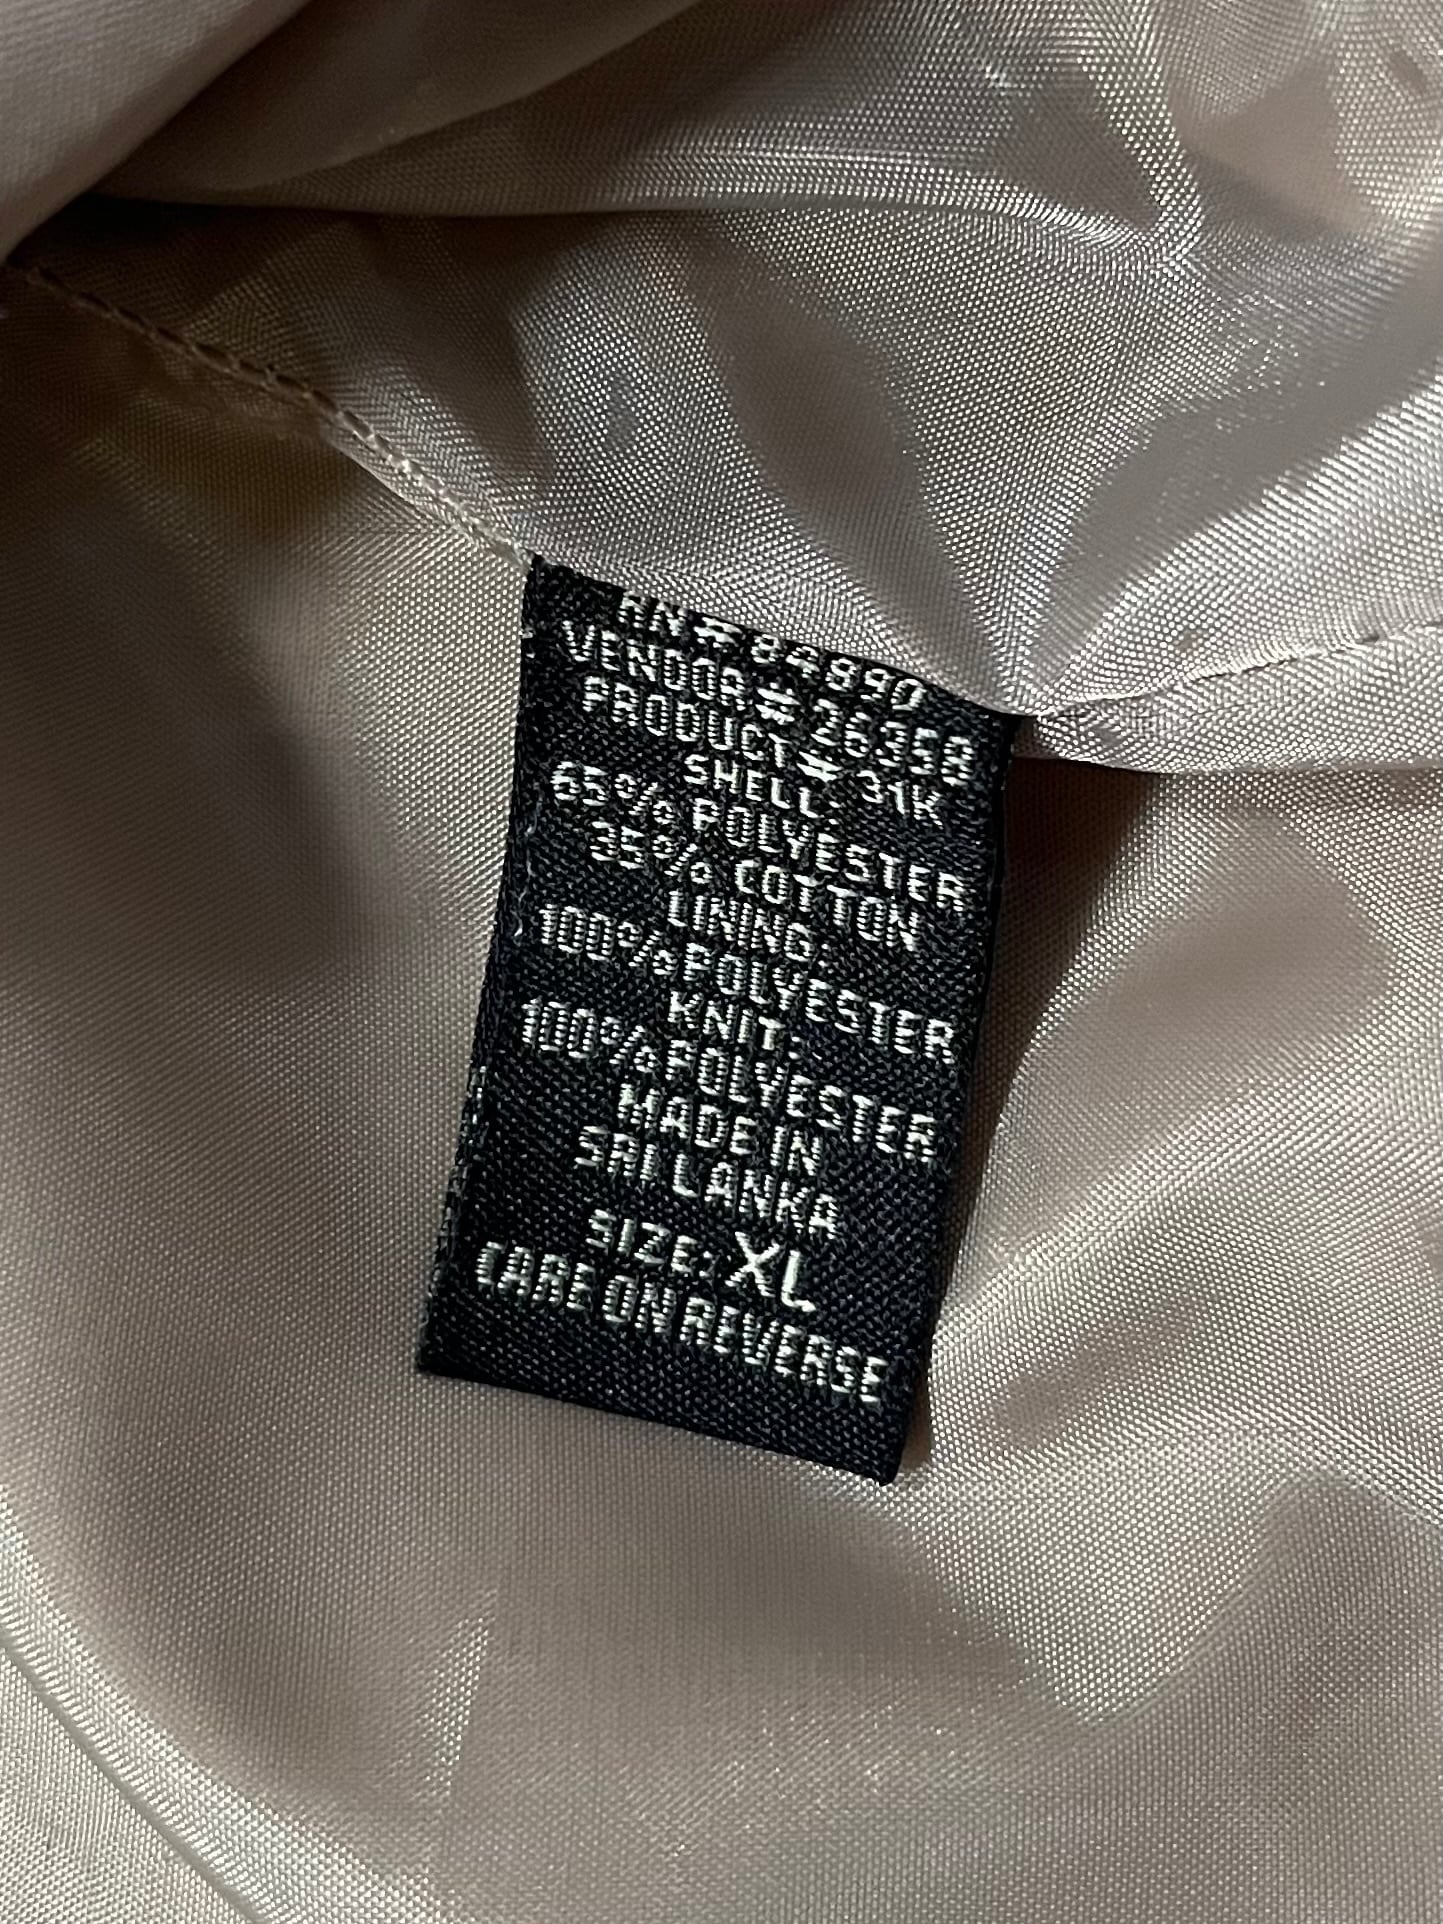 RN#84890
VENDOR#26358
PRODUCT# 31K
SHELL:
65% POLYESTER
35% COTTON
LINING:
100% POLYESTER
KNIT:
100% POLYESTER
MADE IN
SRI LANKA
SIZE: XL
CARE ON REVERSE